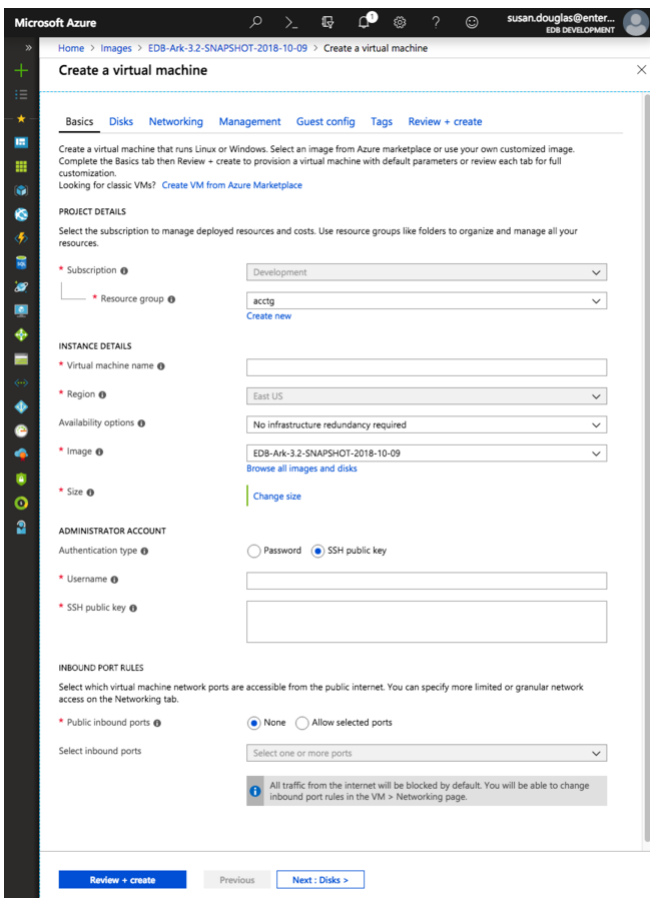 Microsoft Azure
1
?
susan.douglas@enter...
EDB DEVELOPMENT
Home > Images > EDB-Ark-3.2-SNAPSHOT-2018-10-09 > Create a virtual machine
Create a virtual machine
Basics Disks Networking Management Guest config Tags Review + create
Create a virtual machine that runs Linux or Windows. Select an image from Azure marketplace or use your own customized image.
Complete the Basics tab then Review + create to provision a virtual machine with default parameters or review each tab for full
customization.
Looking for classic VMs? Create VM from Azure Marketplace
PROJECT DETAILS
Select the subscription to manage deployed resources and costs. Use resource groups like folders to organize and manage all your
resources.
* Subscription
Development
* Resource group
acctg
Create new
INSTANCE DETAILS
* Virtual machine name
* Region
East US
Availability options
No infrastructure redundancy required
* Image
EDB-Ark-3.2-SNAPSHOT-2018-10-09
Browse all images and disks
* Size
Change size
ADMINISTRATOR ACCOUNT
Authentication type
Password SSH public key
* Username
* SSH public key
INBOUND PORT RULES
Select which virtual machine network ports are accessible from the public internet. You can specify more limited or granular network
access on the Networking tab.
* Public inbound ports
None Allow selected ports
Select inbound ports
Select one or more ports
All traffic from the internet will be blocked by default. You will be able to change
inbound port rules in the VM > Networking page.
Review + create Previous Next : Disks >